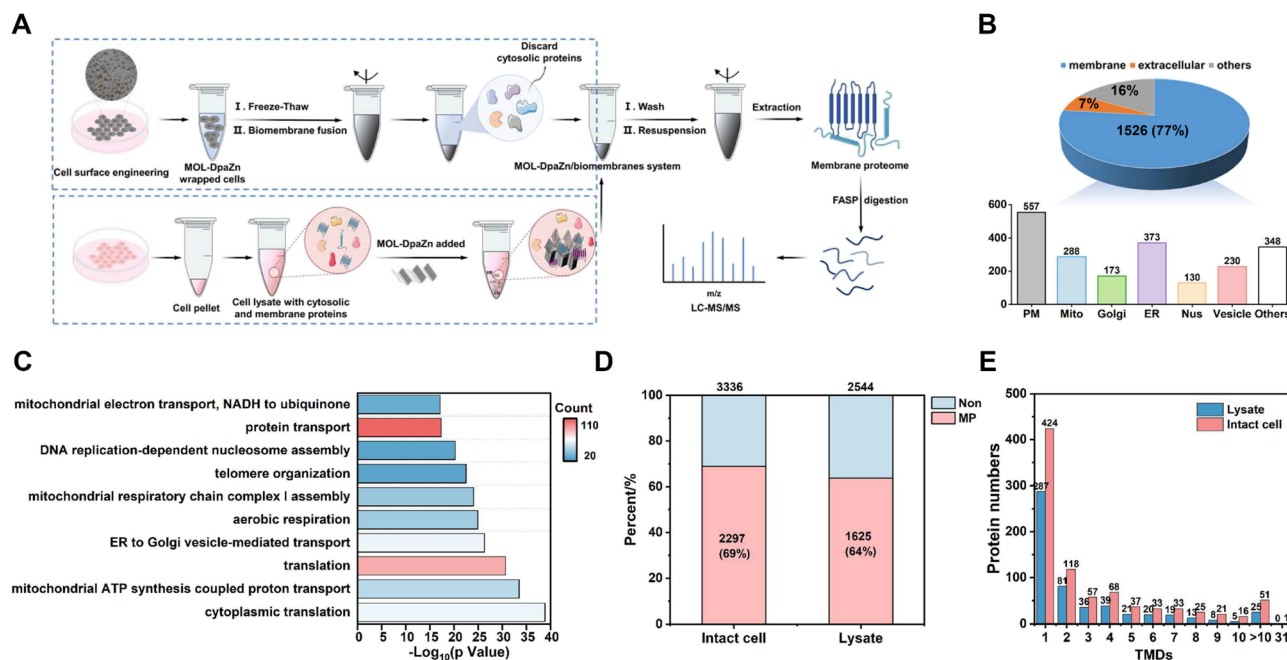 A
Discard
cytosolic proteins
I . Freeze-Thaw
II. Biomembrane fusion
I . Wash
II. Resuspension
Extraction
Cell surface engineering
MOL-DpaZn
wrapped cells
MOL-DpaZn/biomembranes system
Membrane proteome
FASP
digestion
MOL-DpaZn added
Cell pellet
Cell lysate with cytosolic
and membrane proteins
m/z
LC-MS/MS
B
membrane extracellular others
16%
7%
1526 (77%)
600
400
200
0
557
288
173
373
130
230
348
PM Mito Golgi ER Nus Vesicle Others
C
mitochondrial electron transport, NADH to ubiquinone
protein transport
DNA replication-dependent nucleosome assembly
telomere organization
mitochondrial respiratory chain complex I assembly
aerobic respiration
ER to Golgi vesicle-mediated transport
translation
mitochondrial ATP synthesis coupled proton transport
cytoplasmic translation
Count
110
20
0 5 10 15 20 25 30 35 40
-Log10(p Value)
D
3336 2544
Non
MP
100
80
60
40
20
0
Percent/%
2297
(69%)
1625
(64%)
Intact cell Lysate
E
Lysate
Intact cell
500
400
300
200
100
0
Protein numbers
287 424
81 118
36 57
39 68
21 37
20 33
19 33
13 25
8 21
5 16
25 51
0 1
1 2 3 4 5 6 7 8 9 10 >10 31
TMDs